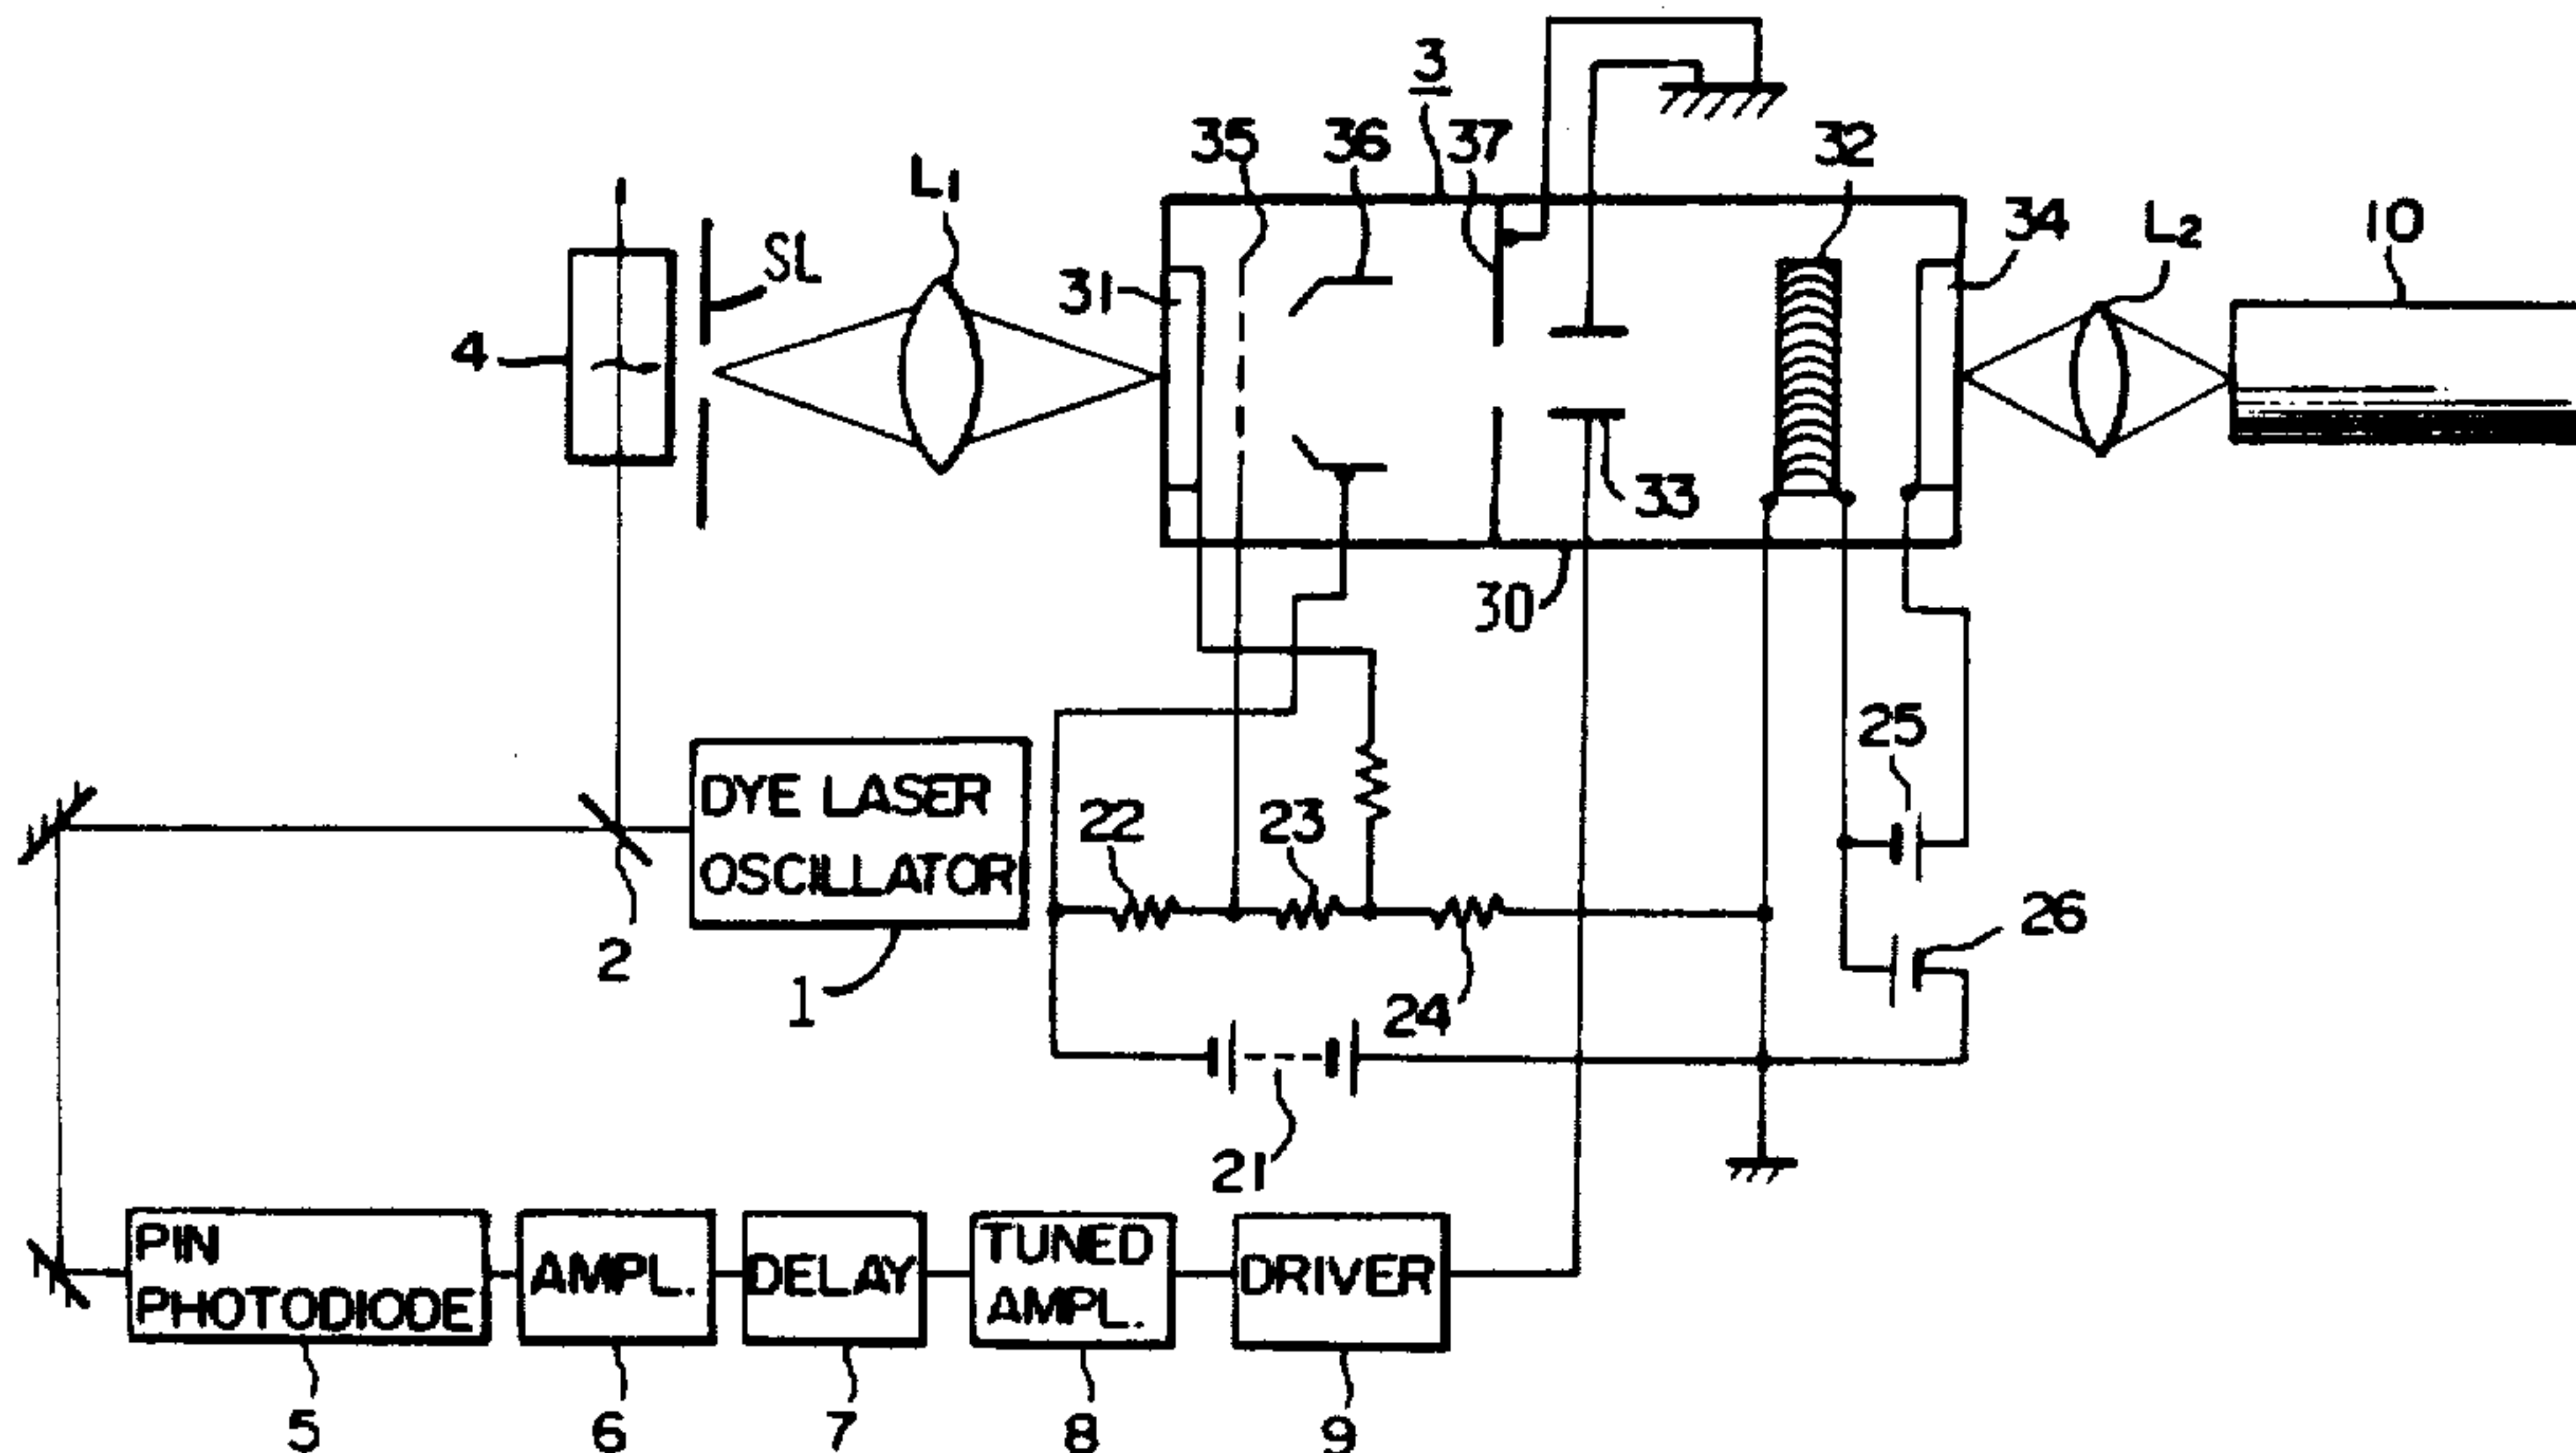 3
35
36
37
32
L1
34
L2
10
SL
31
4
33
30
25
DYE LASER
OSCILLATOR
22
23
26
2
1
24
21
PIN
PHOTODIODE
AMPL.
DELAY
TUNED
AMPL.
DRIVER
5
6
7
8
9